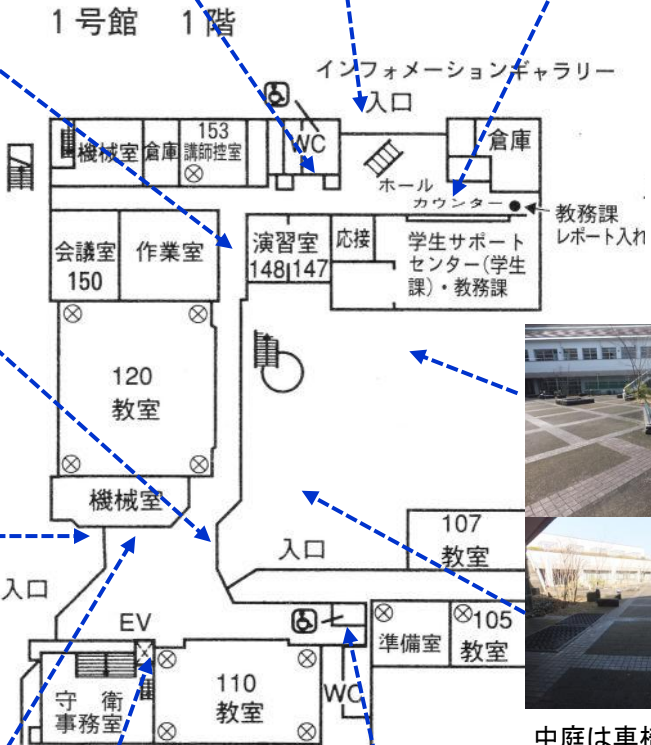 1号館 1階
インフォメーションギャラリー
入口
機械室
倉庫
153
講師控室
WC
倉庫
ホール
カウンター
教務課
レポート入れ
会議室
150
作業室
演習室
148
147
応接
学生サポート
センター(学生
課)・教務課
120
教室
機械室
107
教室
入口
入口
EV
準備室
105
教室
守衛
事務室
110
教室
WC